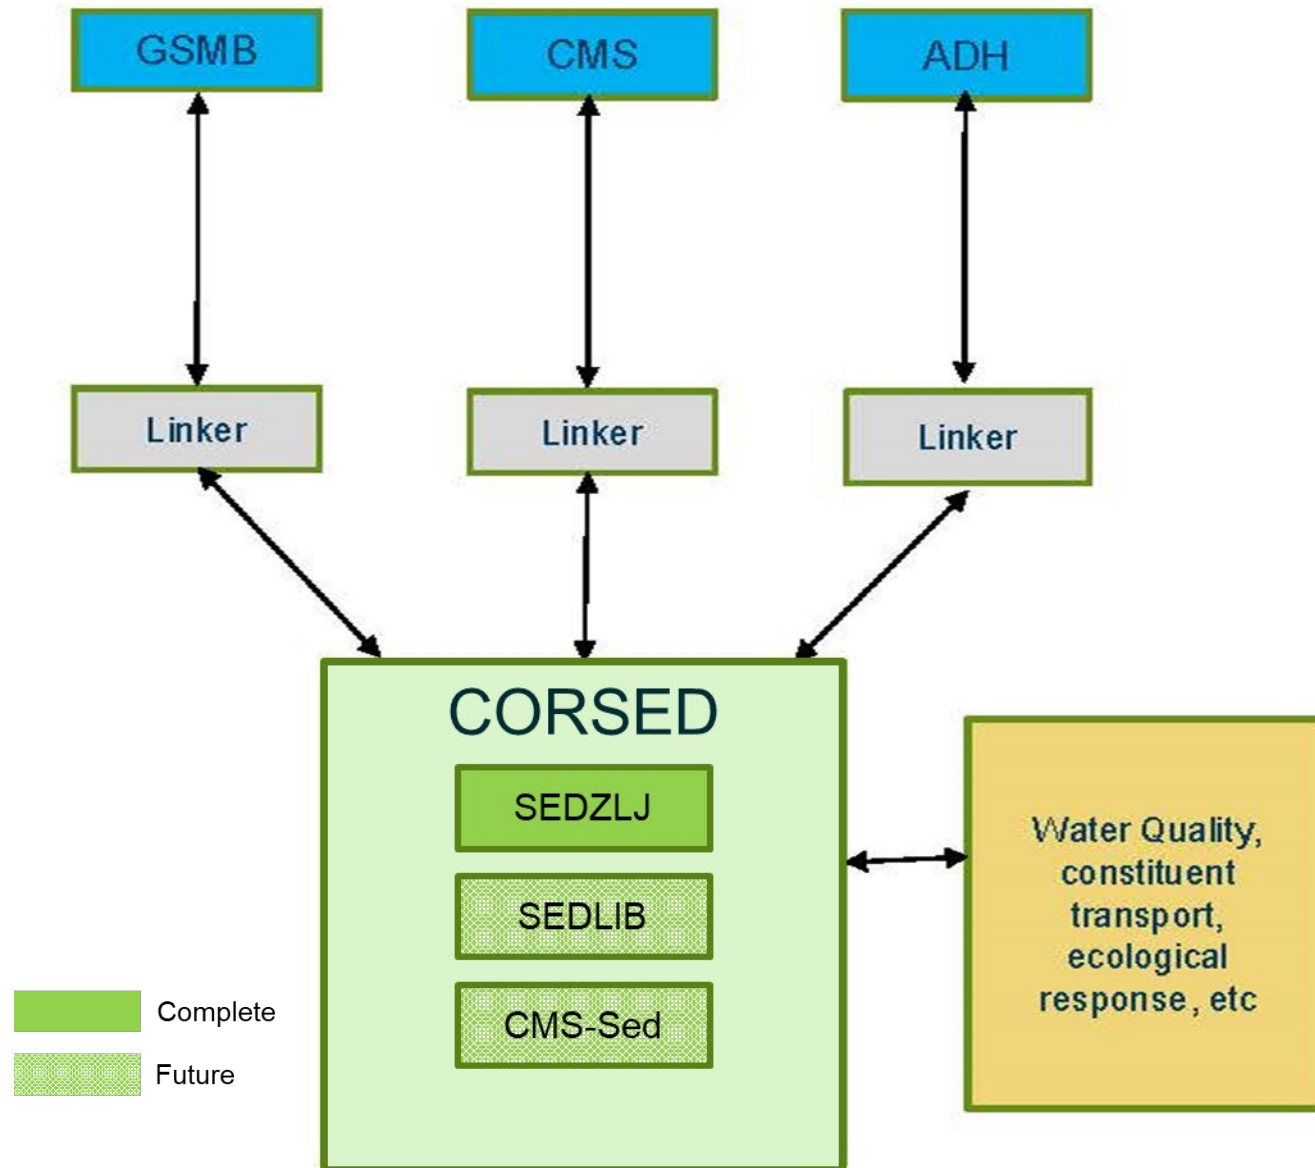 GSMB
CMS
ADH
Linker
Linker
Linker
CORSED
SEDZLJ
SEDLIB
CMS-Sed
Water Quality,
constituent
transport,
ecological
response, etc
Complete
Future